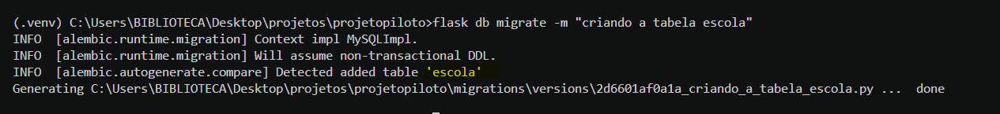 (.venv) C:\Users\BIBLIOTECA\Desktop\projetos\projetopiloto>flask db migrate -m "criando a tabela escola"
INFO  [alembic.runtime.migration] Context impl MySQLImpl.
INFO  [alembic.runtime.migration] Will assume non-transactional DDL.
INFO  [alembic.autogenerate.compare] Detected added table 'escola'
Generating C:\Users\BIBLIOTECA\Desktop\projetos\projetopiloto\migrations\versions\2d6601af0a1a_criando_a_tabela_escola.py ...  done